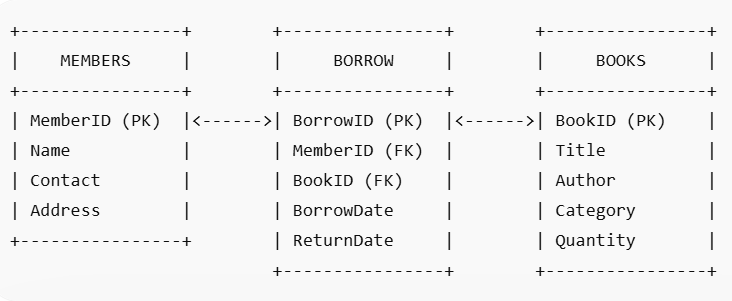 +----------------+        +----------------+        +----------------+
|    MEMBERS     |        |     BORROW     |        |     BOOKS      |
+----------------+        +----------------+        +----------------+
| MemberID (PK)  |<------>| BorrowID (PK)  |<------>| BookID (PK)    |
| Name           |        | MemberID (FK)  |        | Title          |
| Contact        |        | BookID (FK)    |        | Author         |
| Address        |        | BorrowDate     |        | Category       |
+----------------+        | ReturnDate     |        | Quantity       |
                          +----------------+        +----------------+